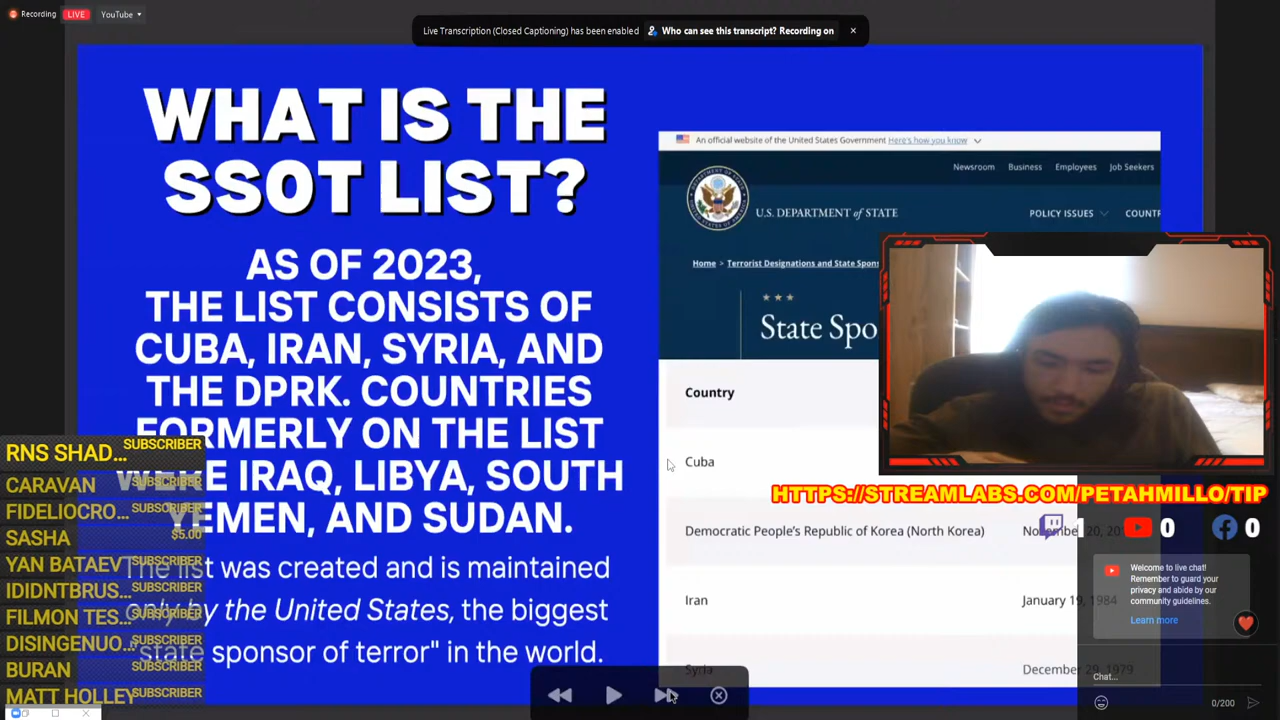 Recording
LIVE
YouTube
Live Transcription (Closed Captioning) has been enabled
Who can see this transcript? Recording on
WHAT IS THE
SSOT LIST?
AS OF 2023,
THE LIST CONSISTS OF
CUBA, IRAN, SYRIA, AND
THE DPRK. COUNTRIES
FORMERLY ON THE LIST
WERE IRAQ, LIBYA, SOUTH
YEMEN, AND SUDAN.
The list was created and is maintained
only by the United States, the biggest
"state sponsor of terror" in the world.
An official website of the United States Government Here's how you know
Newsroom Business Employees Job Seekers
U.S. DEPARTMENT of STATE
POLICY ISSUES COUNTR
Home > Terrorist Designations and State Spons
State Spo
Country
Cuba
Democratic People's Republic of Korea (North Korea) November 20, 201
Iran January 19, 1984
Syria December 29, 1979
RNS SHAD... SUBSCRIBER
CARAVAN SUBSCRIBER
FIDELIOCRO... SUBSCRIBER
SASHA $5.00
YAN BATAEV SUBSCRIBER
IDIDNTBRUS... SUBSCRIBER
FILMON TES... SUBSCRIBER
DISINGENUO... SUBSCRIBER
BURAN SUBSCRIBER
MATT HOLLEY SUBSCRIBER
HTTPS://STREAMLABS.COM/PETAHMILLO/TIP
1 0 0
Welcome to live chat!
Remember to guard your
privacy and abide by our
community guidelines.
Learn more
Chat...
0/200